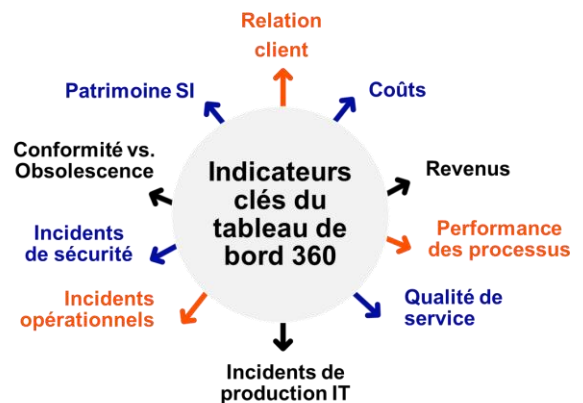 Relation
client
Coûts
Revenus
Performance
des processus
Qualité de
service
Incidents de
production IT
Incidents
opérationnels
Incidents
de sécurité
Conformité vs.
Obsolescence
Patrimoine SI
Indicateurs
clés du
tableau de
bord 360